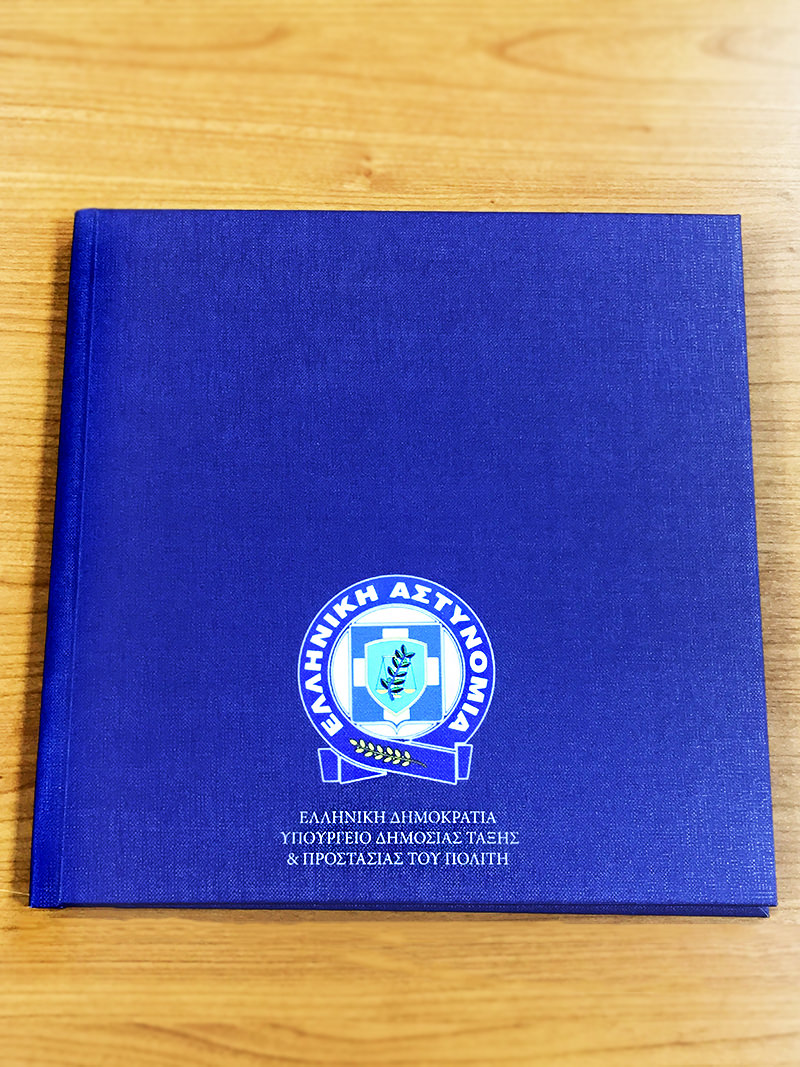 ΕΛΛΗΝΙΚΗ ΑΣΤΥΝΟΜΙΑ
ΕΛΛΗΝΙΚΗ ΔΗΜΟΚΡΑΤΙΑ
ΥΠΟΥΡΓΕΙΟ ΔΗΜΟΣΙΑΣ ΤΑΞΗΣ
& ΠΡΟΣΤΑΣΙΑΣ ΤΟΥ ΠΟΛΙΤΗ